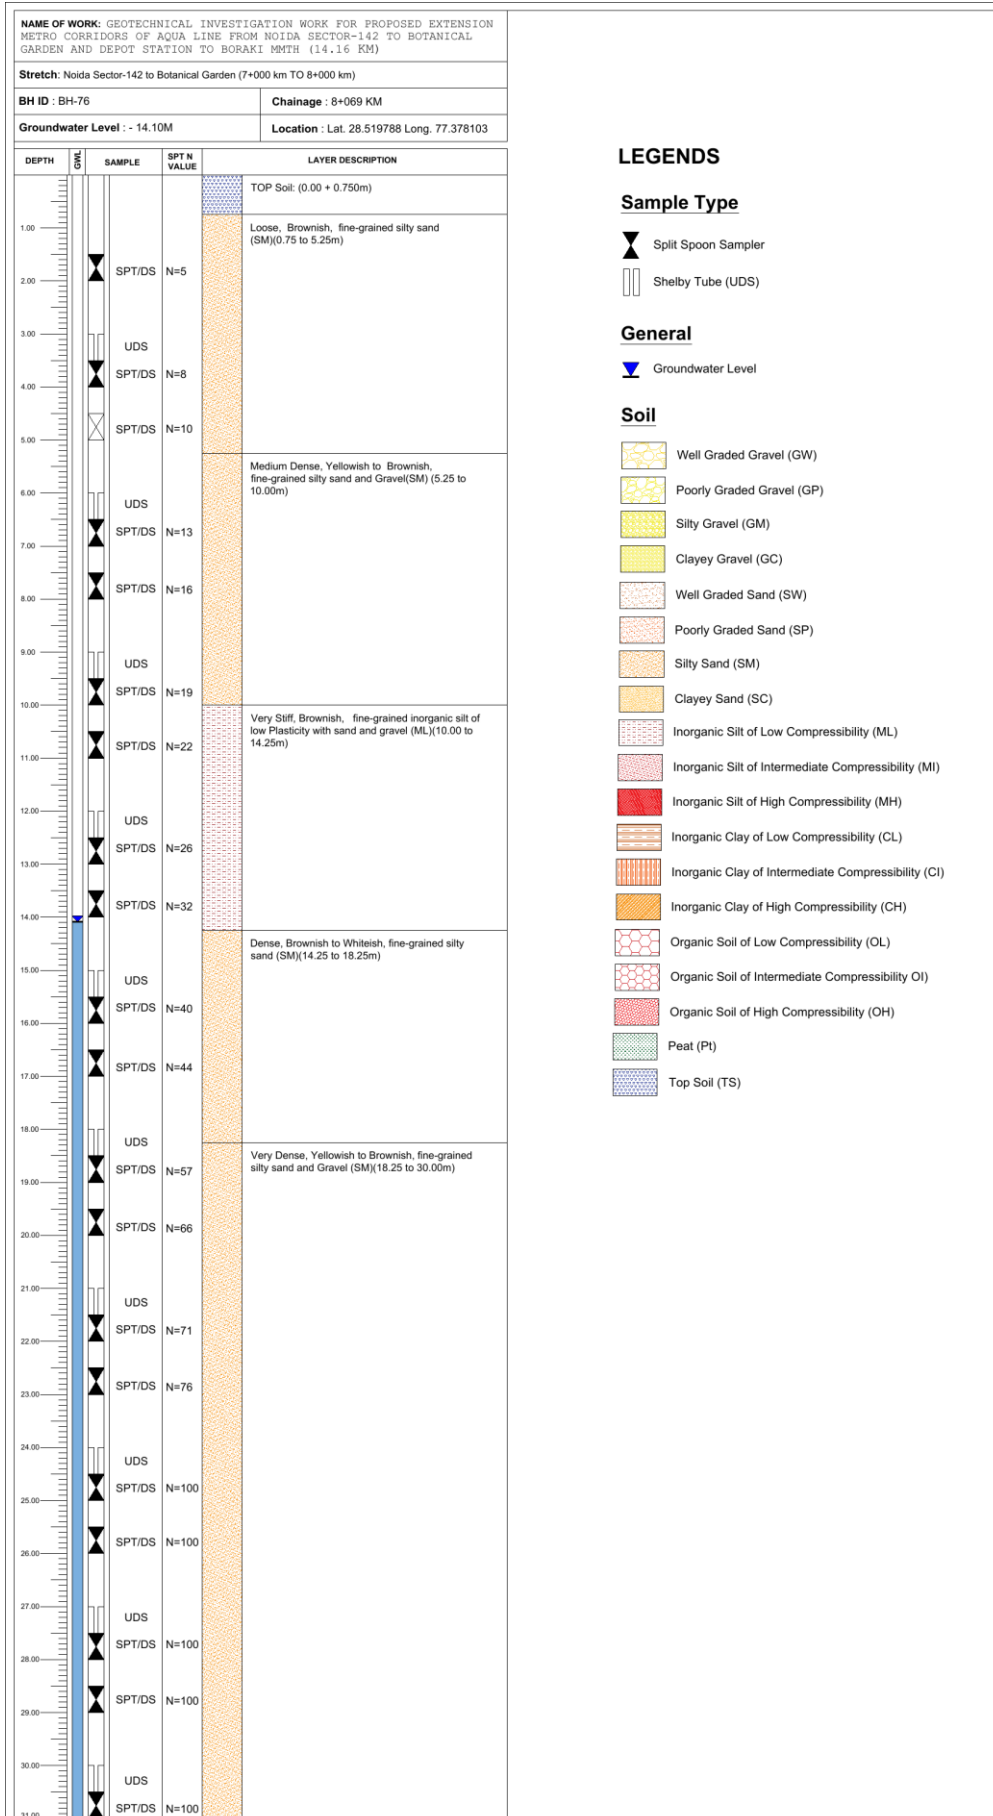 NAME OF WORK: GEOTECHNICAL INVESTIGATION WORK FOR PROPOSED EXTENSION
METRO CORRIDORS OF AQUA LINE FROM NOIDA SECTOR-142 TO BOTANICAL
GARDEN AND DEPOT STATION TO BORAKI MMTH (14.16 KM)
Stretch: Noida Sector-142 to Botanical Garden (7+000 km TO 8+000 km)
BH ID : BH-76
Chainage : 8+069 KM
Groundwater Level : - 14.10M
Location : Lat. 28.519788 Long. 77.378103
DEPTH
GWL
SAMPLE
SPT N
VALUE
LAYER DESCRIPTION
TOP Soil: (0.00 + 0.750m)
1.00
Loose, Brownish, fine-grained silty sand
(SM)(0.75 to 5.25m)
SPT/DS N=5
2.00
3.00
UDS
SPT/DS N=8
4.00
SPT/DS N=10
5.00
Medium Dense, Yellowish to Brownish,
fine-grained silty sand and Gravel(SM) (5.25 to
10.00m)
6.00
UDS
SPT/DS N=13
7.00
SPT/DS N=16
8.00
9.00
UDS
SPT/DS N=19
10.00
Very Stiff, Brownish, fine-grained inorganic silt of
low Plasticity with sand and gravel (ML)(10.00 to
14.25m)
SPT/DS N=22
11.00
12.00
UDS
SPT/DS N=26
13.00
SPT/DS N=32
14.00
Dense, Brownish to Whiteish, fine-grained silty
sand (SM)(14.25 to 18.25m)
15.00
UDS
SPT/DS N=40
16.00
SPT/DS N=44
17.00
18.00
UDS
Very Dense, Yellowish to Brownish, fine-grained
silty sand and Gravel (SM)(18.25 to 30.00m)
SPT/DS N=57
19.00
SPT/DS N=66
20.00
21.00
UDS
SPT/DS N=71
22.00
SPT/DS N=76
23.00
24.00
UDS
SPT/DS N=100
25.00
SPT/DS N=100
26.00
27.00
UDS
SPT/DS N=100
28.00
SPT/DS N=100
29.00
30.00
UDS
SPT/DS N=100
31.00
LEGENDS
Sample Type
Split Spoon Sampler
Shelby Tube (UDS)
General
Groundwater Level
Soil
Well Graded Gravel (GW)
Poorly Graded Gravel (GP)
Silty Gravel (GM)
Clayey Gravel (GC)
Well Graded Sand (SW)
Poorly Graded Sand (SP)
Silty Sand (SM)
Clayey Sand (SC)
Inorganic Silt of Low Compressibility (ML)
Inorganic Silt of Intermediate Compressibility (MI)
Inorganic Silt of High Compressibility (MH)
Inorganic Clay of Low Compressibility (CL)
Inorganic Clay of Intermediate Compressibility (CI)
Inorganic Clay of High Compressibility (CH)
Organic Soil of Low Compressibility (OL)
Organic Soil of Intermediate Compressibility OI)
Organic Soil of High Compressibility (OH)
Peat (Pt)
Top Soil (TS)